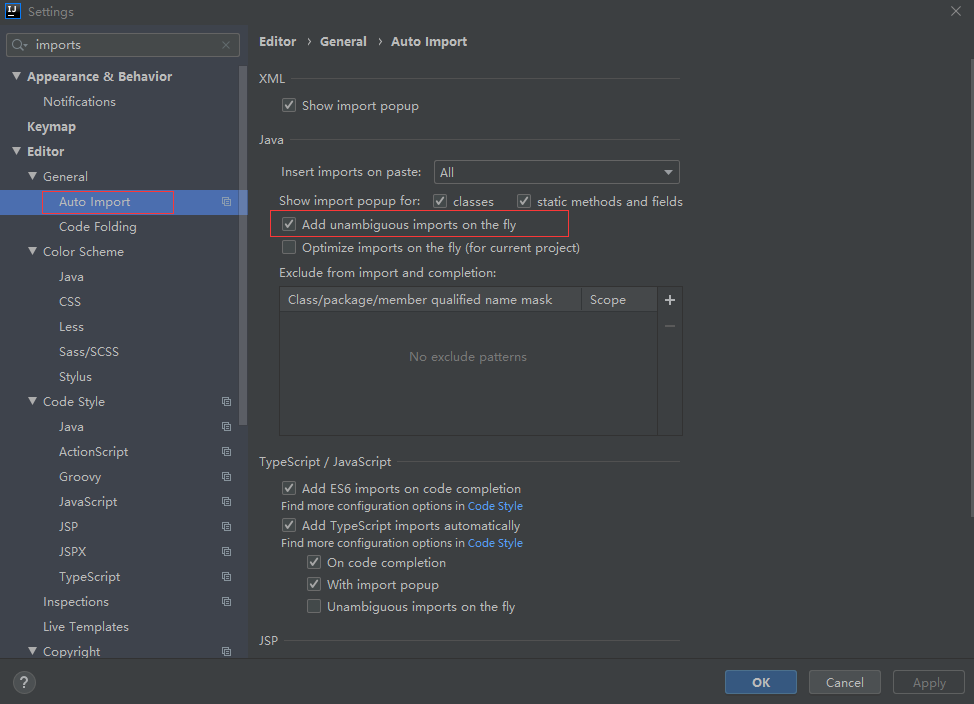 IJ
Settings
imports
Appearance & Behavior
Notifications
Keymap
Editor
General
Auto Import
Code Folding
Color Scheme
Java
CSS
Less
Sass/SCSS
Stylus
Code Style
Java
ActionScript
Groovy
JavaScript
JSP
JSPX
TypeScript
Inspections
Live Templates
Copyright
Editor › General › Auto Import
XML
Show import popup
Java
Insert imports on paste: All
Show import popup for: classes static methods and fields
Add unambiguous imports on the fly
Optimize imports on the fly (for current project)
Exclude from import and completion:
Class/package/member qualified name mask Scope
No exclude patterns
TypeScript / JavaScript
Add ES6 imports on code completion
Find more configuration options in Code Style
Add TypeScript imports automatically
Find more configuration options in Code Style
On code completion
With import popup
Unambiguous imports on the fly
JSP
?
OK Cancel Apply